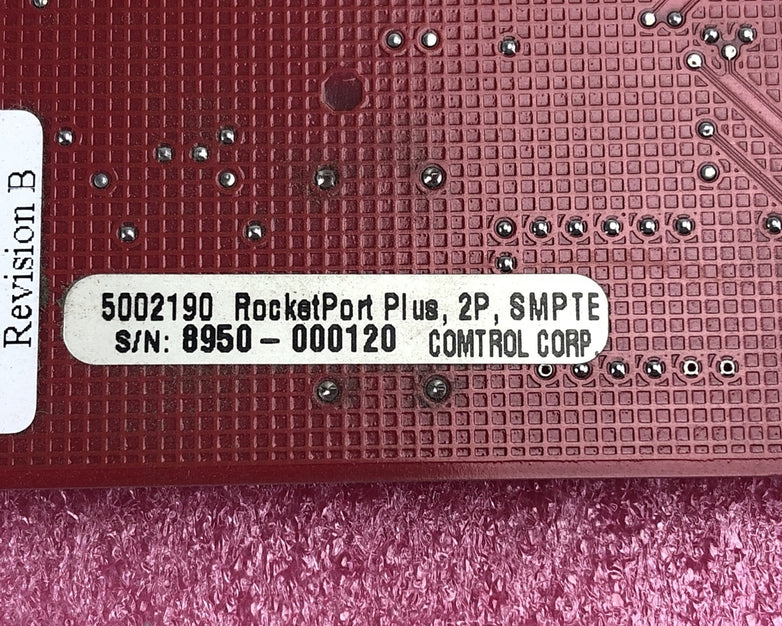 Revision B
5002190 RocketPort Plus, 2P, SMPTE
S/N: 8950-000120 COMTROL CORP.